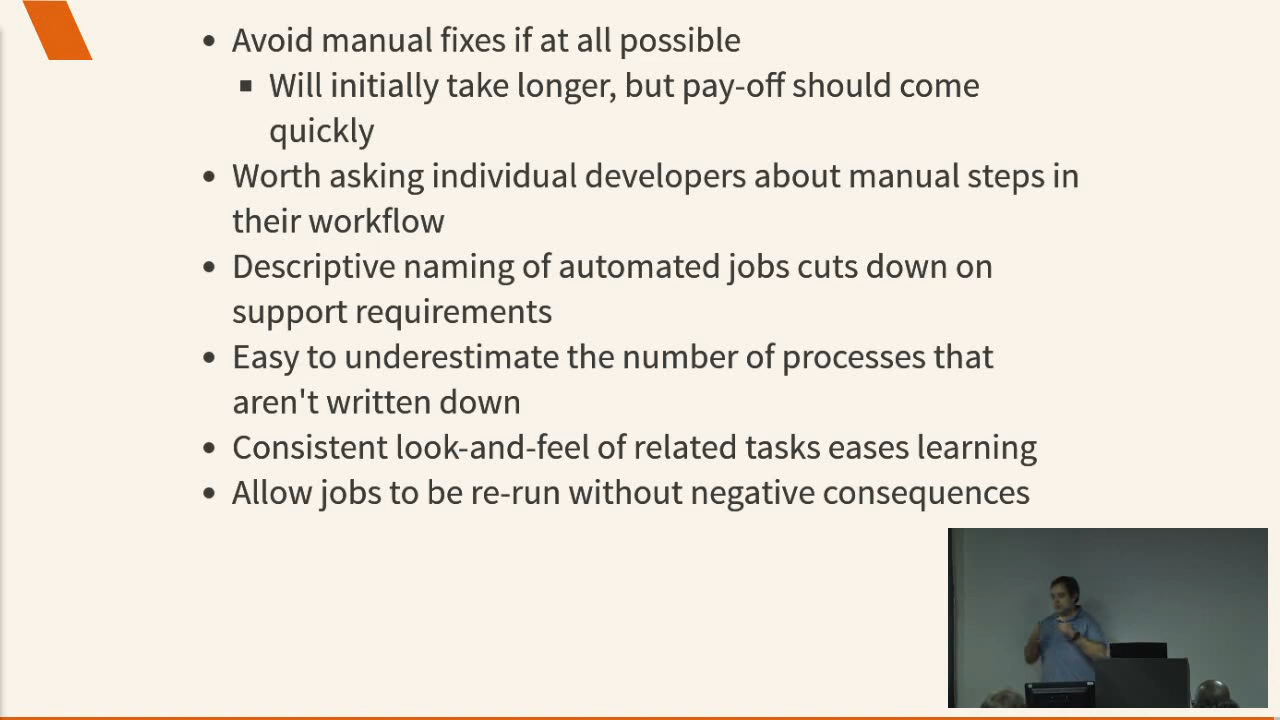 • Avoid manual fixes if at all possible
▪ Will initially take longer, but pay-off should come
quickly
• Worth asking individual developers about manual steps in
their workflow
• Descriptive naming of automated jobs cuts down on
support requirements
• Easy to underestimate the number of processes that
aren't written down
• Consistent look-and-feel of related tasks eases learning
• Allow jobs to be re-run without negative consequences